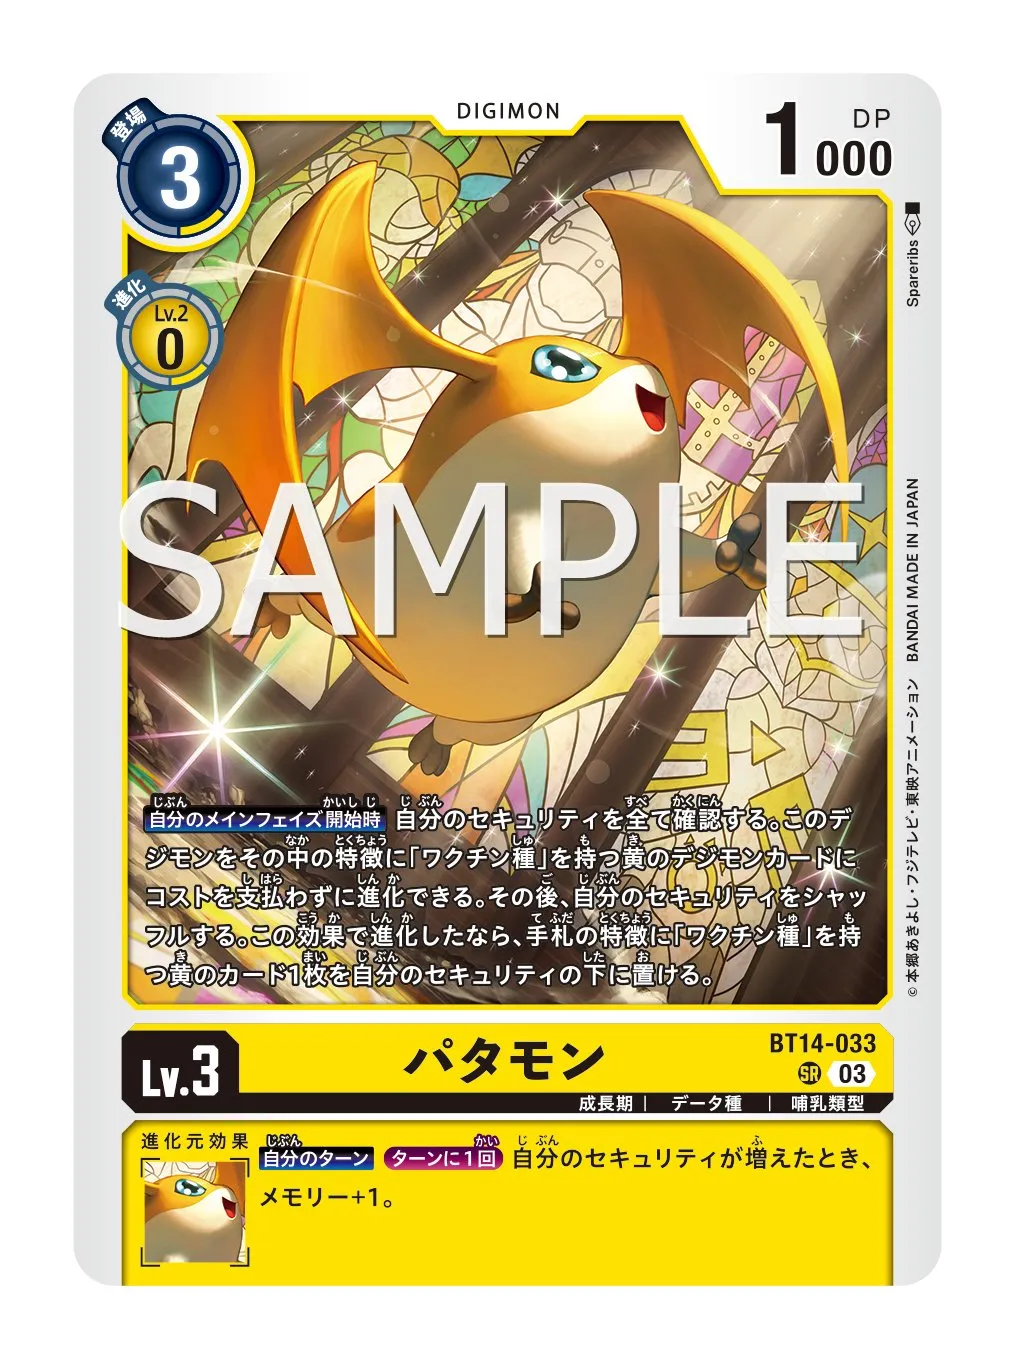 DIGIMON
登場
3
1000
DP
進化
Lv.2
0
Spareribs
SAMPLE
BANDAI MADE IN JAPAN
©本郷あきよし・フジテレビ・東映アニメーション
自分のメインフェイズ開始時 自分のセキュリティを全て確認する。このデ
ジモンをその中の特徴に「ワクチン種」を持つ黄のデジモンカードに
コストを支払わずに進化できる。その後、自分のセキュリティをシャッ
フルする。この効果で進化したなら、手札の特徴に「ワクチン種」を持
つ黄のカード1枚を自分のセキュリティの下に置ける。
Lv.3
パタモン
BT14-033
SR 03
成長期 | データ種 | 哺乳類型
進化元効果
自分のターン ターンに1回 自分のセキュリティが増えたとき、
メモリー+1。